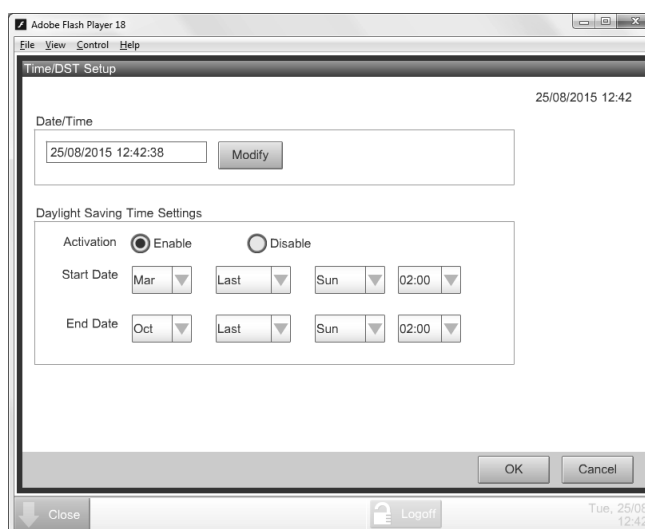 Adobe Flash Player 18
File View Control Help
Time/DST Setup
25/08/2015 12:42
Date/Time
25/08/2015 12:42:38 Modify
Daylight Saving Time Settings
Activation Enable Disable
Start Date Mar Last Sun 02:00
End Date Oct Last Sun 02:00
OK Cancel
Close Logoff Tue, 25/08
12:42